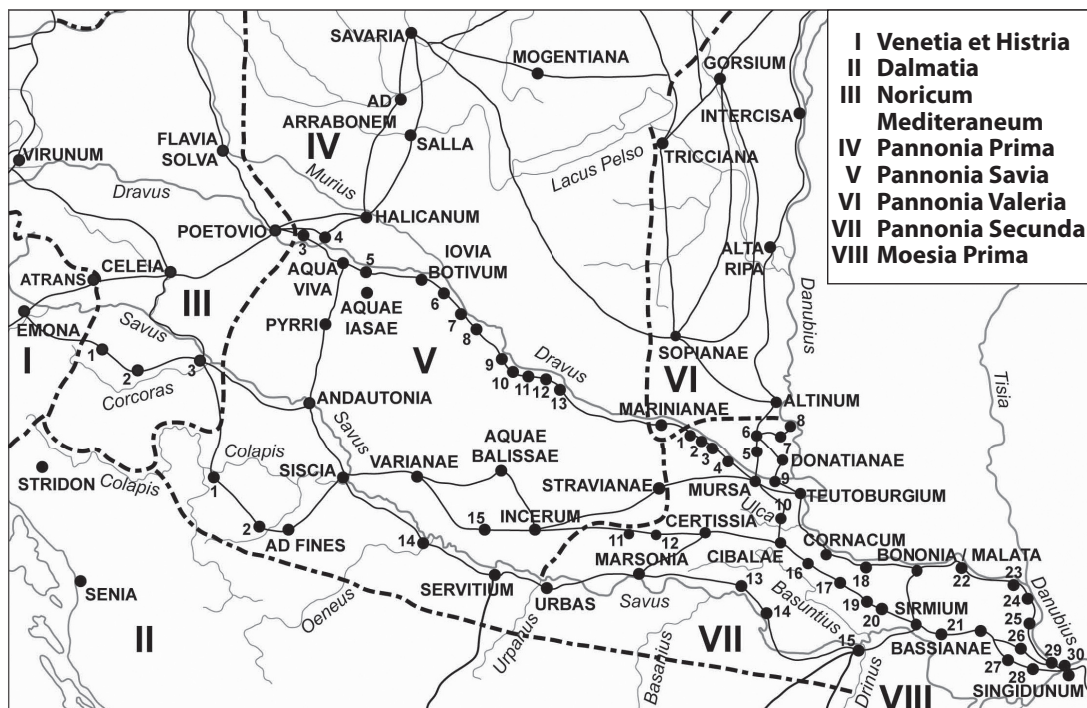 SAVARIA
MOGENTIANA
GORSIUM
AD
ARRABONEM
INTERCISA
IV
FLAVIA
SOLVA
SALLA
VIRUNUM
TRICCIANA
Lacus Pelso
Murius
Dravus
HALICANUM
POETOVIO
3
4
IOVIA
BOTIVUM
ALTA
RIPA
CELEIA
ATRANS
AQUA
VIVA
5
6
AQUAE
IASAE
Danubius
III
EMONA
Savus
PYRRI
7
8
V
I
1
2
3
Corcoras
9
10
11
12
13
Dravus
SOPIANAE
VI
Tisia
ANDAUTONIA
Savus
MARINIANAE
ALTINUM
8
6
7
5
1
2
3
4
Colapis
SISCIA
VARIANAE
AQUAE
BALISSAE
DONATIANAE
STRIDON
Colapis
1
STRAVIANAE
MURSA
9
TEUTOBURGIUM
Ulca
10
2
AD FINES
15
INCERUM
CERTISSIA
11
12
CORNACUM
14
CIBALAE
BONONIA
MALATA
MARSONIA
16
17
18
22
23
SENIA
SERVITIUM
URBAS
Savus
13
14
Basuntius
19
20
SIRMIUM
21
24
25
Danubius
Oeneus
Urpanus
II
VII
Basanius
15
BASSIANAE
26
27
28
29
30
Drinus
VIII
SINGIDUNUM
I Venetia et Histria
II Dalmatia
III Noricum
Mediteraneum
IV Pannonia Prima
V Pannonia Savia
VI Pannonia Valeria
VII Pannonia Secunda
VIII Moesia Prima